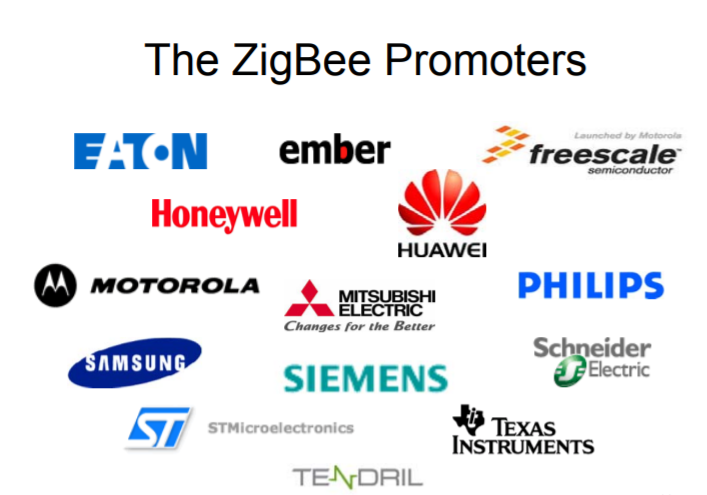 The ZigBee Promoters
EATON
ember
Launched by Motorola
freescale™
semiconductor
Honeywell
HUAWEI
MOTOROLA
MITSUBISHI
ELECTRIC
Changes for the Better
PHILIPS
SAMSUNG
SIEMENS
Schneider
Electric
ST
STMicroelectronics
TEXAS
INSTRUMENTS
TENDRIL